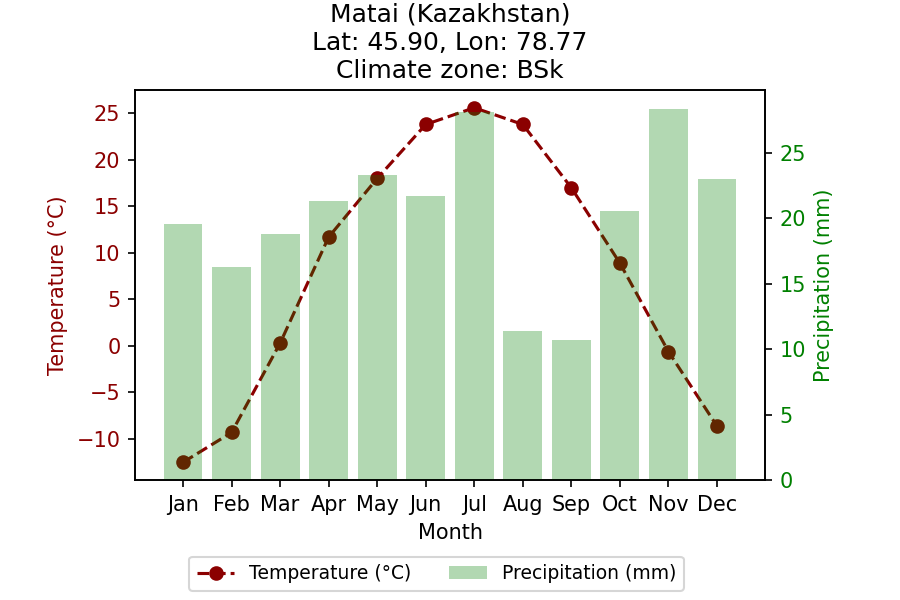 Matai (Kazakhstan)
Lat: 45.90, Lon: 78.77
Climate zone: BSk
Temperature (°C)
25
20
15
10
5
0
−5
−10
25
20
15
10
5
0
Precipitation (mm)
Jan Feb Mar Apr May Jun Jul Aug Sep Oct Nov Dec
Month
Temperature (°C) Precipitation (mm)